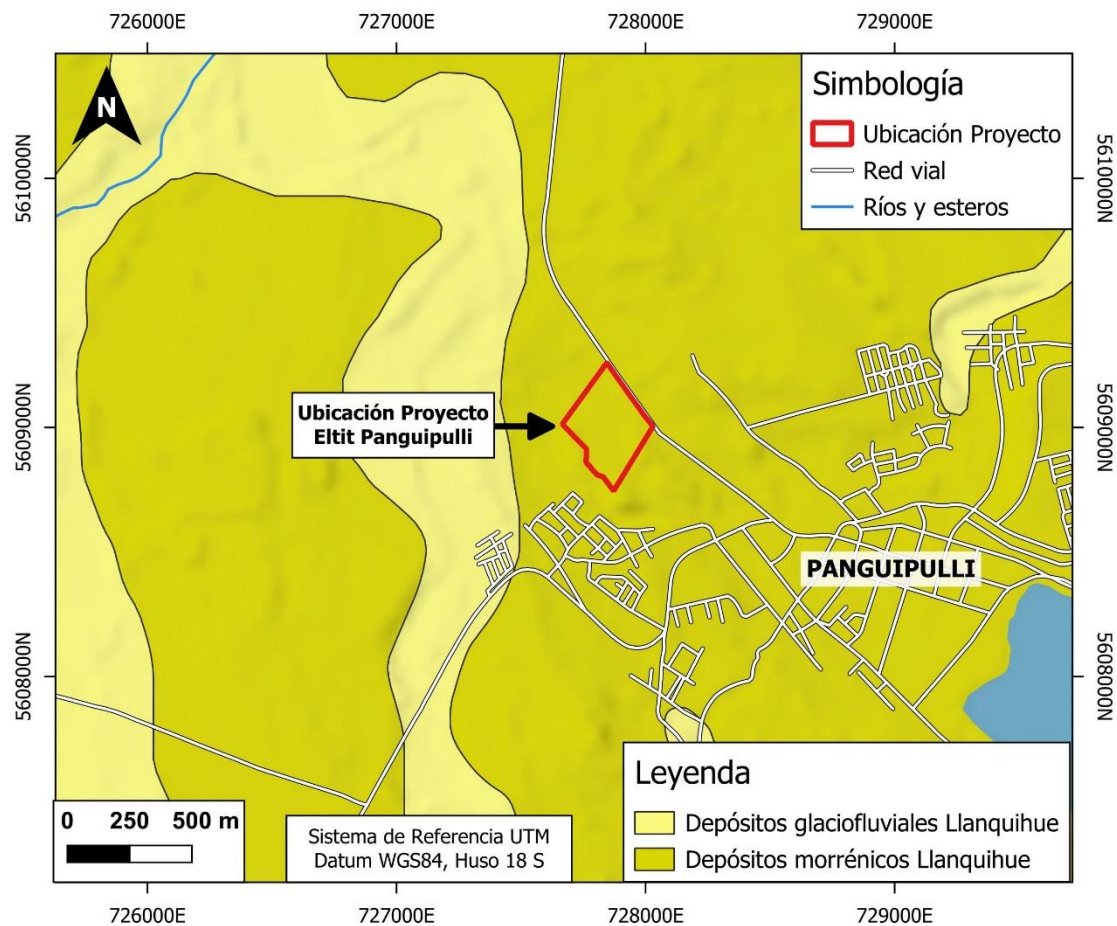 726000E
727000E
728000E
729000E
N
Simbología
Ubicación Proyecto
Red vial
Ríos y esteros
5610000N
5610000N
Ubicación Proyecto
Eltit Panguipulli
5609000N
5609000N
PANGUIPULLI
5608000N
5608000N
Leyenda
Depósitos glaciofluviales Llanquihue
Depósitos morrénicos Llanquihue
0 250 500 m
Sistema de Referencia UTM
Datum WGS84, Huso 18 S
726000E
727000E
728000E
729000E